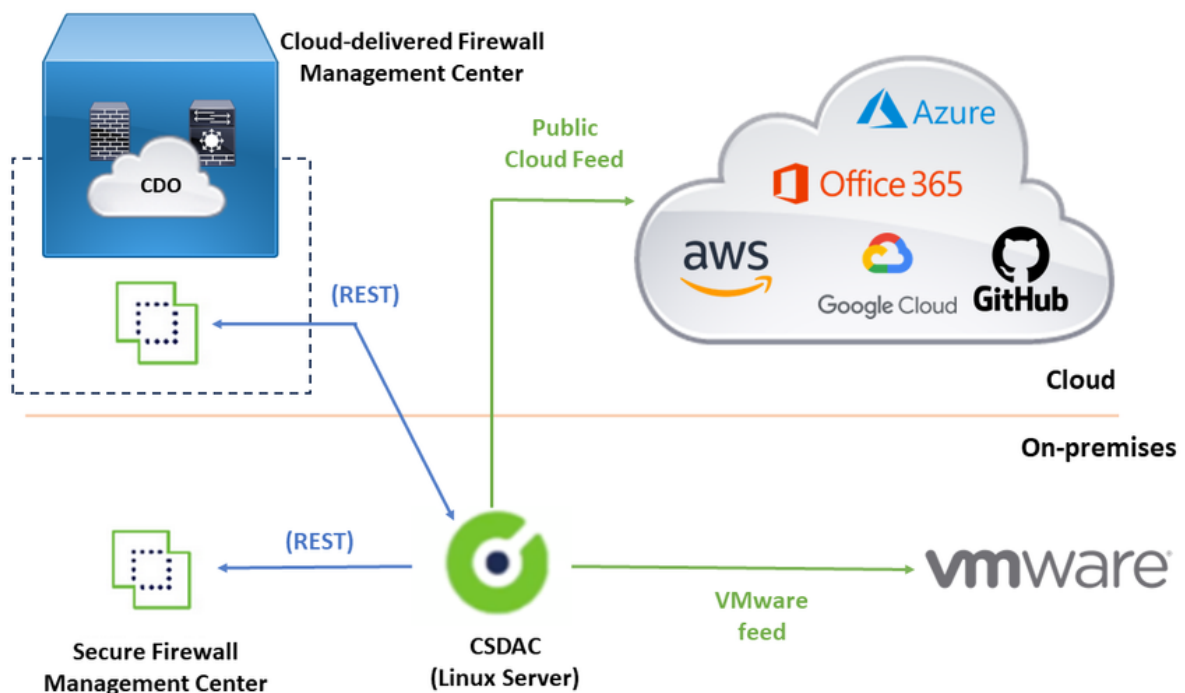 Cloud-delivered Firewall
Management Center
CDO
Public
Cloud Feed
Azure
Office 365
aws
Google Cloud
GitHub
(REST)
Cloud
On-premises
(REST)
VMware
feed
vmware
Secure Firewall
Management Center
CSDAC
(Linux Server)